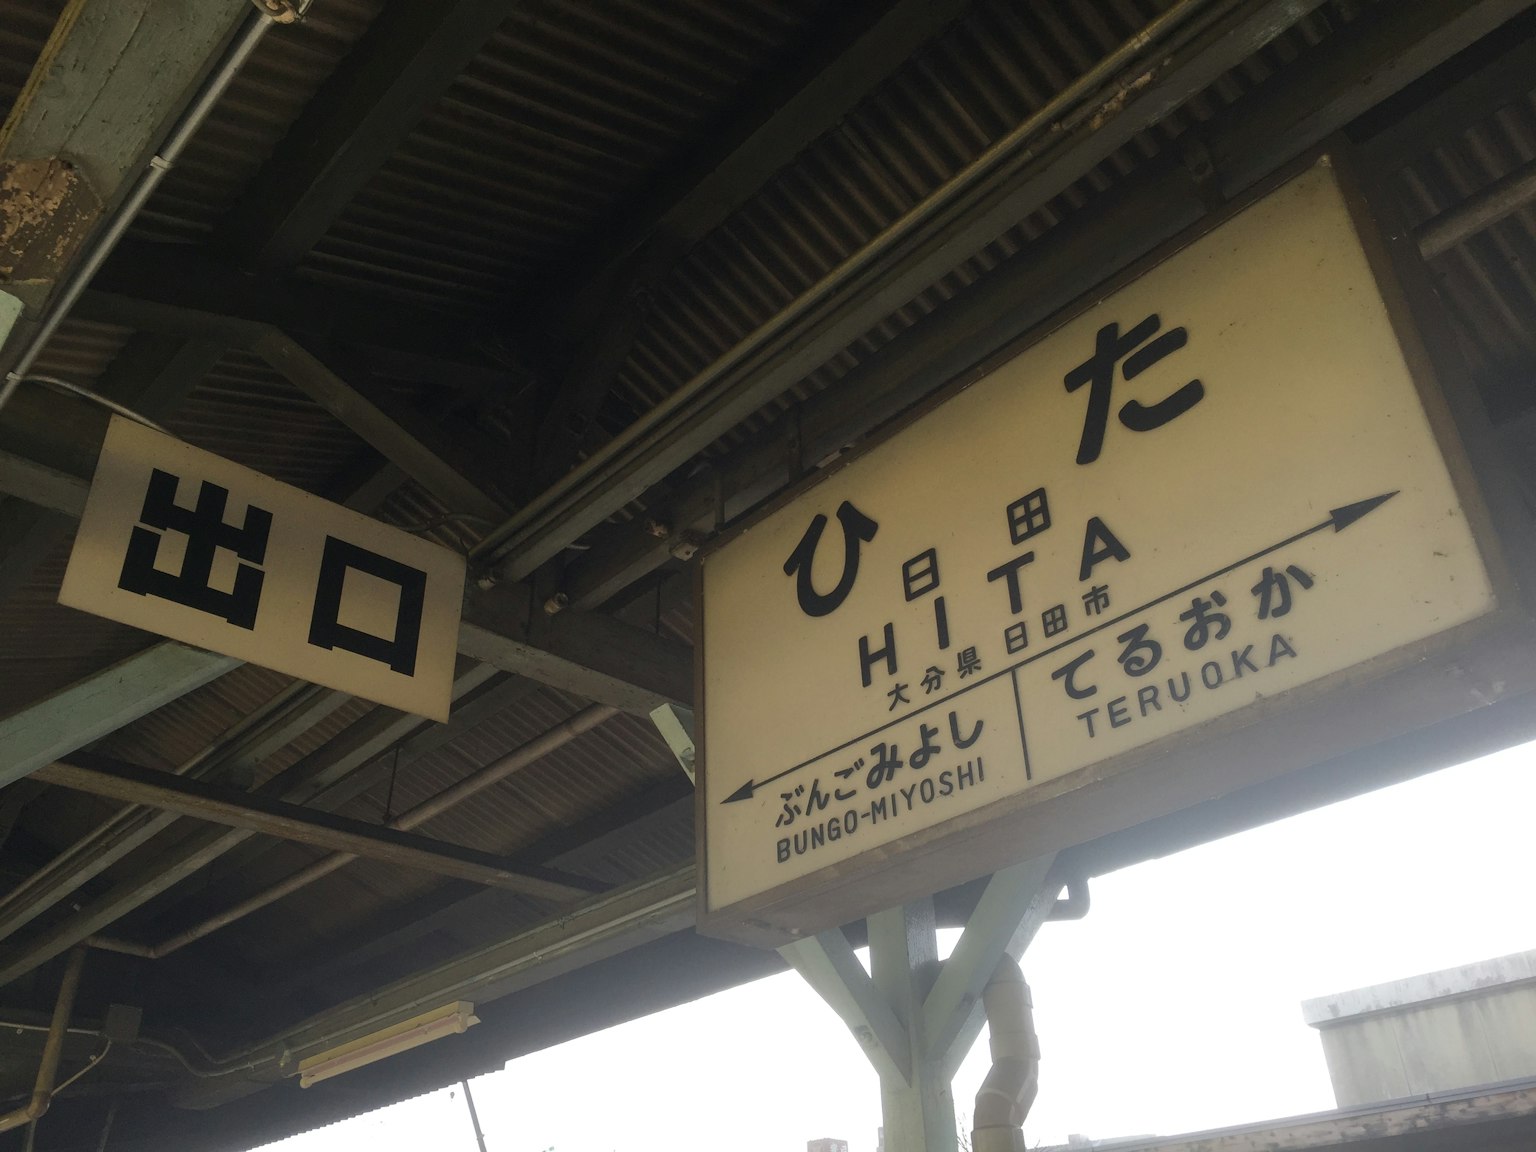 出口
ひた
日田
HITA
大分県日田市
ぶんごみよし
BUNGO-MIYOSHI
てるおか
TERUOKA